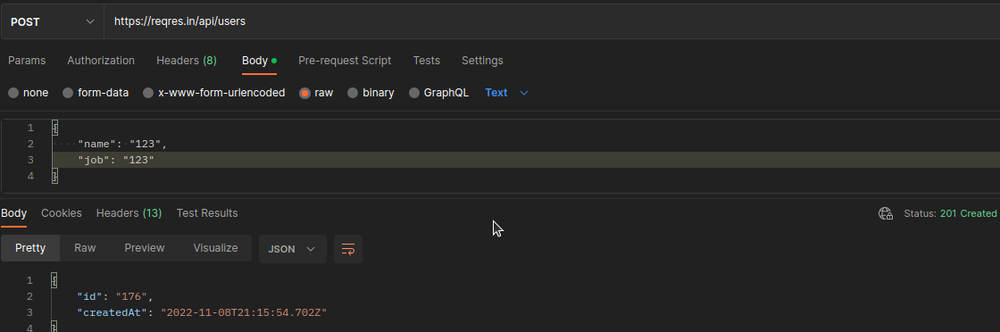 POST https://reqres.in/api/users
Params Authorization Headers (8) Body Pre-request Script Tests Settings
none form-data x-www-form-urlencoded raw binary GraphQL Text
1 {
2 "name": "123",
3 "job": "123"
4 }
Body Cookies Headers (13) Test Results Status: 201 Created
Pretty Raw Preview Visualize JSON
1 {
2 "id": "176",
3 "createdAt": "2022-11-08T21:15:54.702Z"
4 }